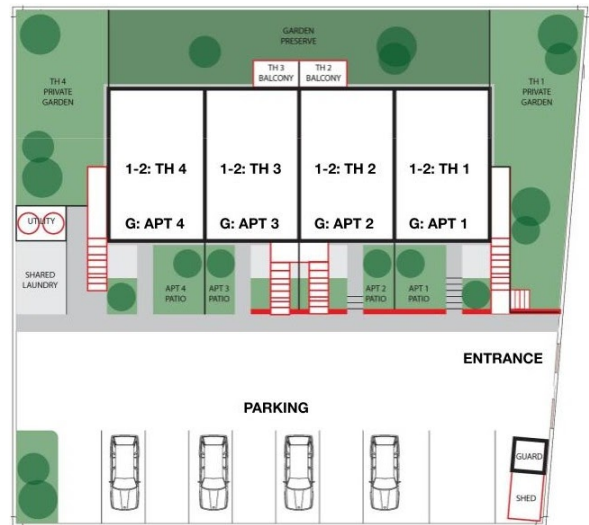 GARDEN
PRESERVE
TH 4
PRIVATE
GARDEN
TH 3
BALCONY
TH 2
BALCONY
TH 1
PRIVATE
GARDEN
1-2: TH 4
1-2: TH 3
1-2: TH 2
1-2: TH 1
G: APT 4
G: APT 3
G: APT 2
G: APT 1
UTILITY
SHARED
LAUNDRY
APT 4
PATIO
APT 3
PATIO
APT 2
PATIO
APT 1
PATIO
ENTRANCE
PARKING
GUARD
SHED